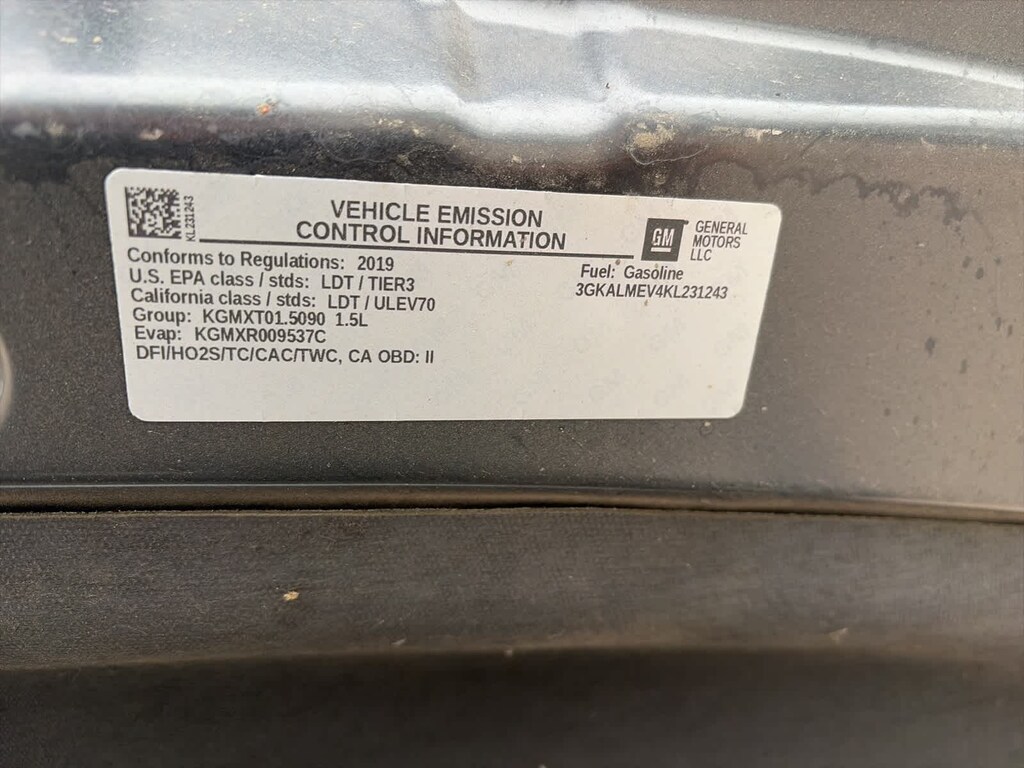 KL231243
VEHICLE EMISSION
CONTROL INFORMATION
GM
GENERAL
MOTORS
LLC
Conforms to Regulations: 2019
U.S. EPA class / stds: LDT / TIER3
California class / stds: LDT / ULEV70
Group: KGMXT01.5090 1.5L
Evap: KGMXR009537C
DFI/HO2S/TC/CAC/TWC, CA OBD: II
Fuel: Gasoline
3GKALMEV4KL231243